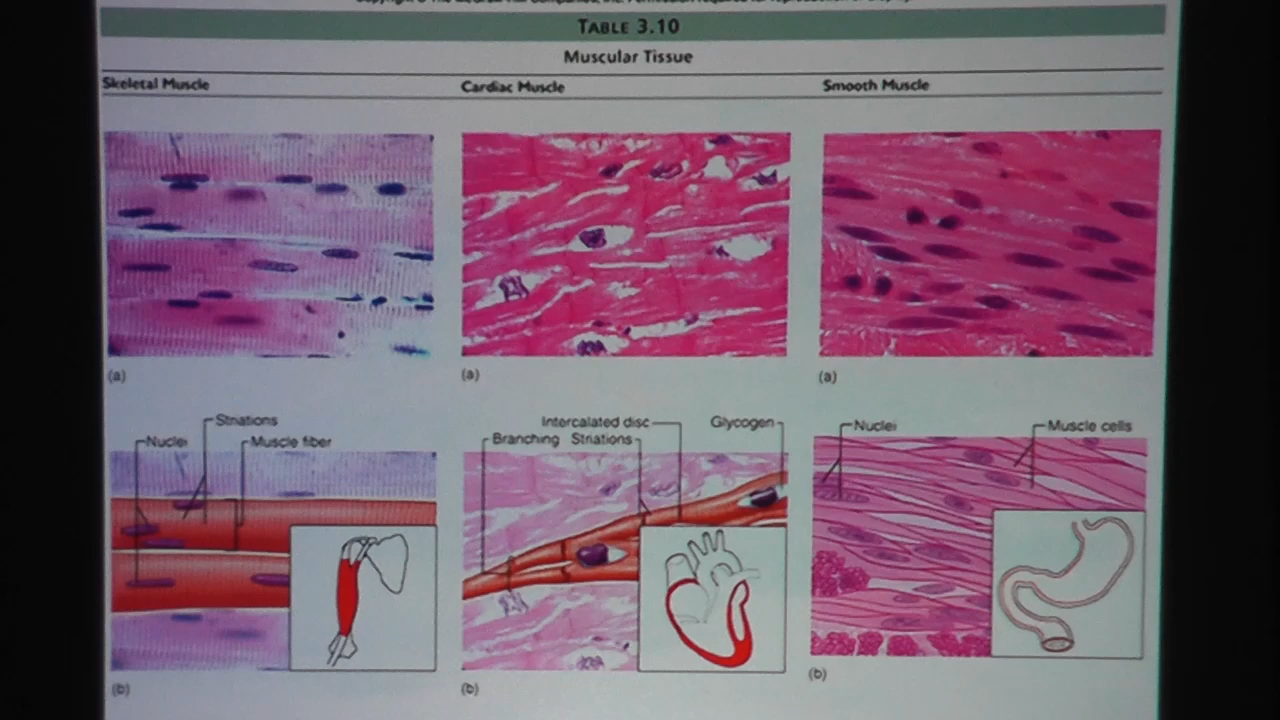 TABLE 3.10
Muscular Tissue
Skeletal Muscle
Cardiac Muscle
Smooth Muscle
(a)
(a)
(a)
Striations
Nuclei
Muscle fiber
Intercalated disc
Glycogen
Branching Striations
Nuclei
Muscle cells
(b)
(b)
(b)